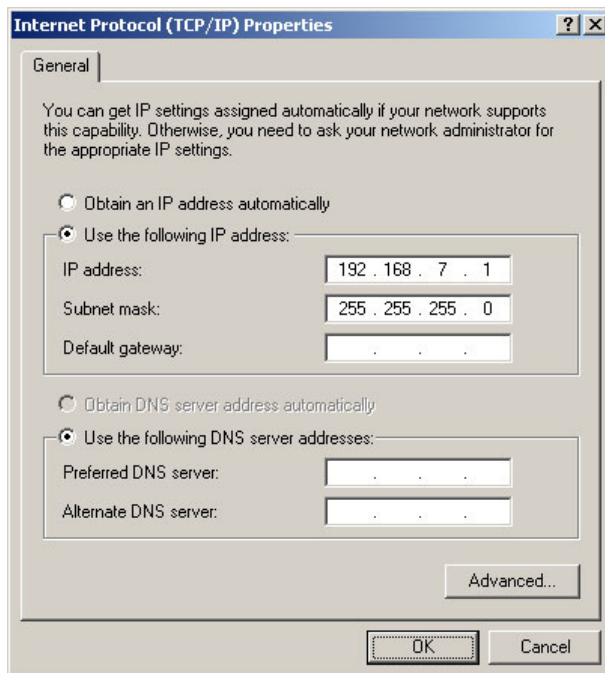 Internet Protocol (TCP/IP) Properties
General
You can get IP settings assigned automatically if your network supports
this capability. Otherwise, you need to ask your network administrator for
the appropriate IP settings.
Obtain an IP address automatically
Use the following IP address:
IP address: 192 . 168 . 7 . 1
Subnet mask: 255 . 255 . 255 . 0
Default gateway: . . .
Obtain DNS server address automatically
Use the following DNS server addresses:
Preferred DNS server: . . .
Alternate DNS server: . . .
Advanced...
OK Cancel